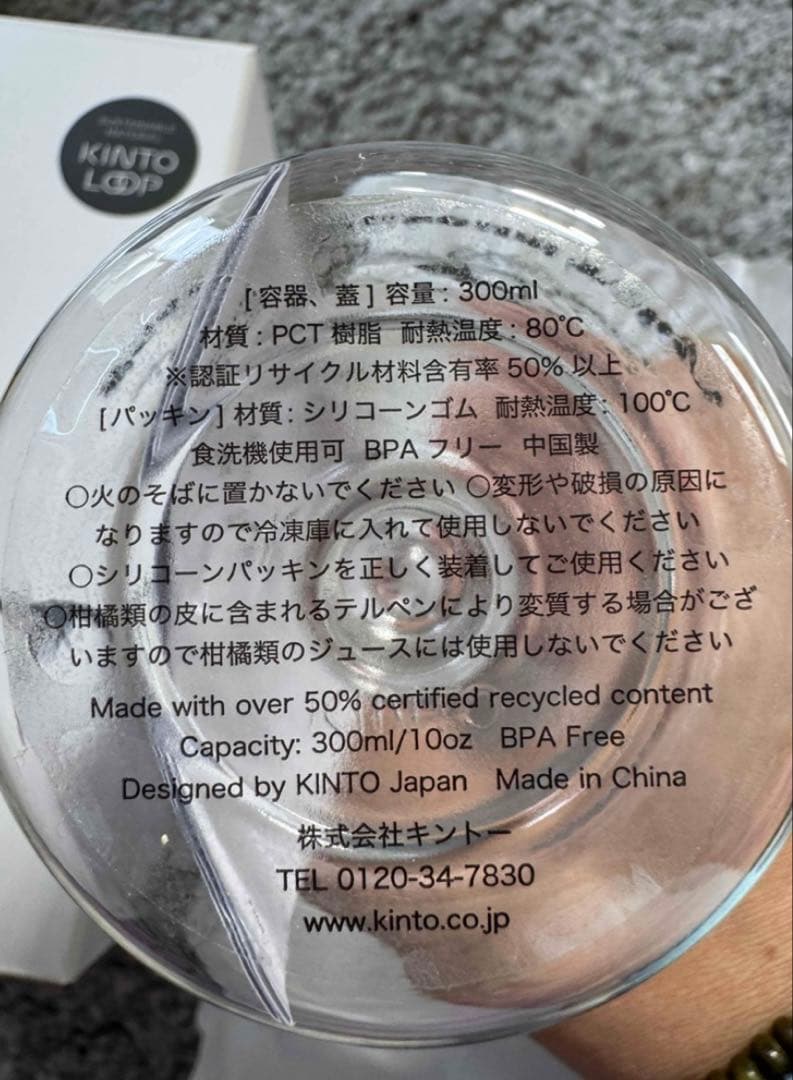 KINTO
LOOP
[容器、蓋] 容量 : 300ml
材質 : PCT 樹脂 耐熱温度 : 80℃
※認証リサイクル材料含有率 50% 以上
[パッキン] 材質 : シリコーンゴム 耐熱温度 : 100℃
食洗機使用可 BPA フリー 中国製
○火のそばに置かないでください ○変形や破損の原因に
なりますので冷凍庫に入れて使用しないでください
○シリコーンパッキンを正しく装着してご使用ください
○柑橘類の皮に含まれるテルペンにより変質する場合がござ
いますので柑橘類のジュースには使用しないでください
Made with over 50% certified recycled content
Capacity: 300ml/10oz BPA Free
Designed by KINTO Japan Made in China
株式会社キントー
TEL 0120-34-7830
www.kinto.co.jp